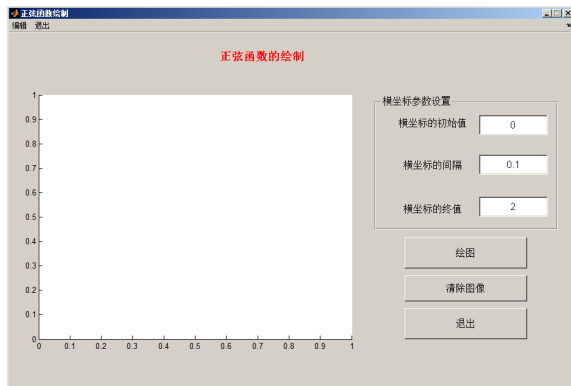 正弦函数绘制
编辑 退出
正弦函数的绘制
横坐标参数设置
横坐标的初始值 0
横坐标的间隔 0.1
横坐标的终值 2
绘图
清除图像
退出
1
0.9
0.8
0.7
0.6
0.5
0.4
0.3
0.2
0.1
0
0 0.1 0.2 0.3 0.4 0.5 0.6 0.7 0.8 0.9 1